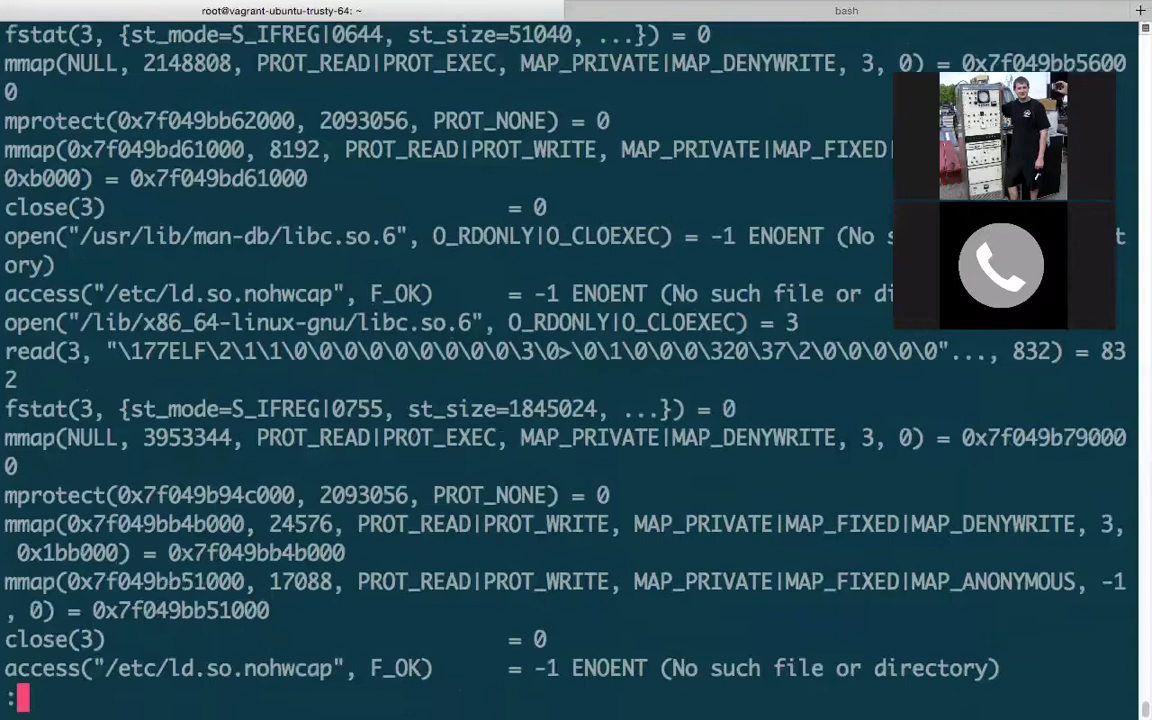 root@vagrant-ubuntu-trusty-64: ~
bash
fstat(3, {st_mode=S_IFREG|0644, st_size=51040, ...}) = 0
mmap(NULL, 2148808, PROT_READ|PROT_EXEC, MAP_PRIVATE|MAP_DENYWRITE, 3, 0) = 0x7f049bb5600
0
mprotect(0x7f049bb62000, 2093056, PROT_NONE) = 0
mmap(0x7f049bd61000, 8192, PROT_READ|PROT_WRITE, MAP_PRIVATE|MAP_FIXED|
0xb000) = 0x7f049bd61000
close(3) = 0
open("/usr/lib/man-db/libc.so.6", O_RDONLY|O_CLOEXEC) = -1 ENOENT (No s t
ory)
access("/etc/ld.so.nohwcap", F_OK) = -1 ENOENT (No such file or di
open("/lib/x86_64-linux-gnu/libc.so.6", O_RDONLY|O_CLOEXEC) = 3
read(3, "\177ELF\2\1\1\0\0\0\0\0\0\0\0\0\3\0>\0\1\0\0\0\320\37\2\0\0\0\0\0"..., 832) = 83
2
fstat(3, {st_mode=S_IFREG|0755, st_size=1845024, ...}) = 0
mmap(NULL, 3953344, PROT_READ|PROT_EXEC, MAP_PRIVATE|MAP_DENYWRITE, 3, 0) = 0x7f049b79000
0
mprotect(0x7f049b94c000, 2093056, PROT_NONE) = 0
mmap(0x7f049bb4b000, 24576, PROT_READ|PROT_WRITE, MAP_PRIVATE|MAP_FIXED|MAP_DENYWRITE, 3,
0x1bb000) = 0x7f049bb4b000
mmap(0x7f049bb51000, 17088, PROT_READ|PROT_WRITE, MAP_PRIVATE|MAP_FIXED|MAP_ANONYMOUS, -1
, 0) = 0x7f049bb51000
close(3) = 0
access("/etc/ld.so.nohwcap", F_OK) = -1 ENOENT (No such file or directory)
: